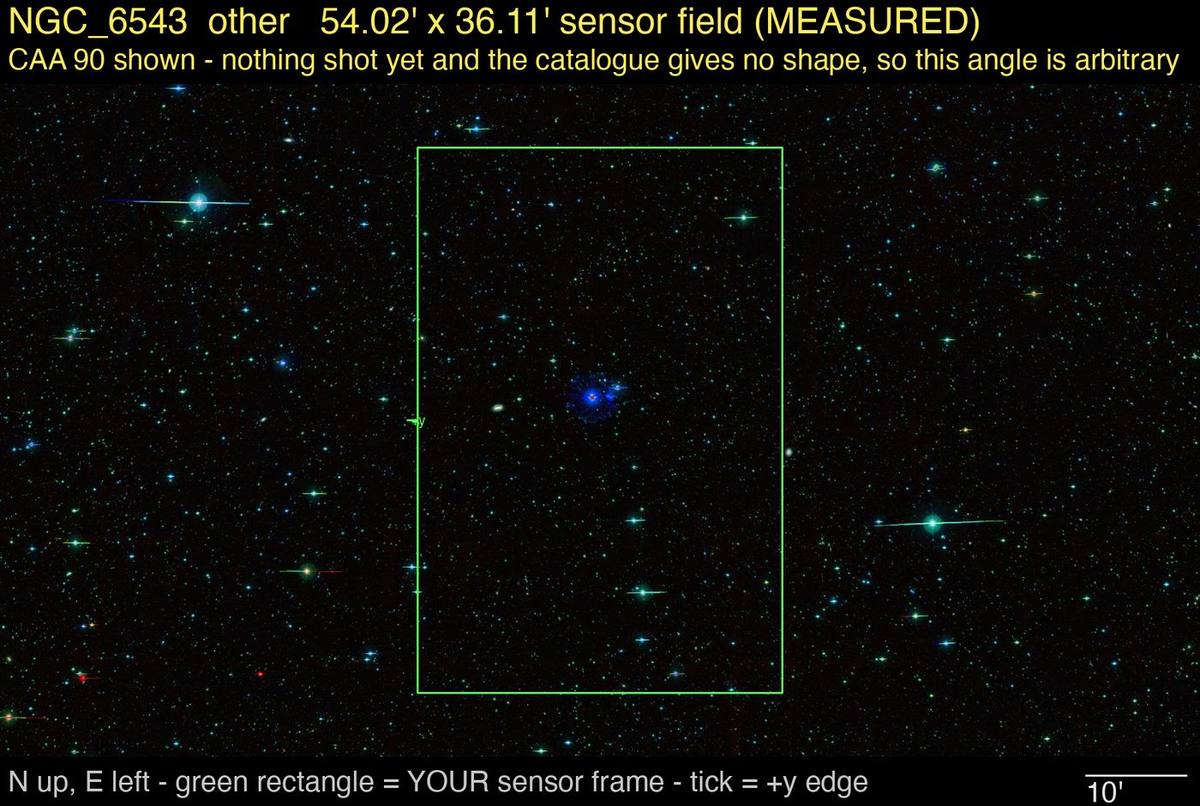 NGC_6543 other 54.02' x 36.11' sensor field (MEASURED)
CAA 90 shown - nothing shot yet and the catalogue gives no shape, so this angle is arbitrary
+y
N up, E left - green rectangle = YOUR sensor frame - tick = +y edge
10'